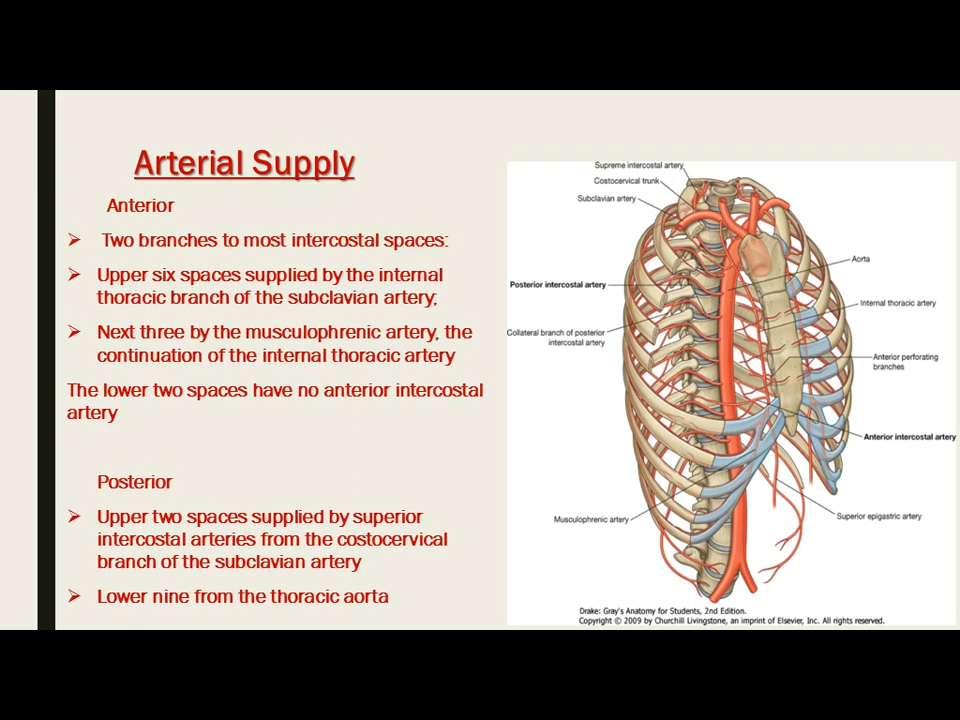 Arterial Supply
Anterior
Two branches to most intercostal spaces:
Upper six spaces supplied by the internal
thoracic branch of the subclavian artery;
Next three by the musculophrenic artery, the
continuation of the internal thoracic artery
The lower two spaces have no anterior intercostal
artery
Posterior
Upper two spaces supplied by superior
intercostal arteries from the costocervical
branch of the subclavian artery
Lower nine from the thoracic aorta
Supreme intercostal artery
Costocervical trunk
Subclavian artery
Posterior intercostal artery
Collateral branch of posterior
intercostal artery
Musculophrenic artery
Aorta
Internal thoracic artery
Anterior perforating
branches
Anterior intercostal artery
Superior epigastric artery
Drake: Gray's Anatomy for Students, 2nd Edition.
Copyright © 2009 by Churchill Livingstone, an imprint of Elsevier, Inc. All rights reserved.